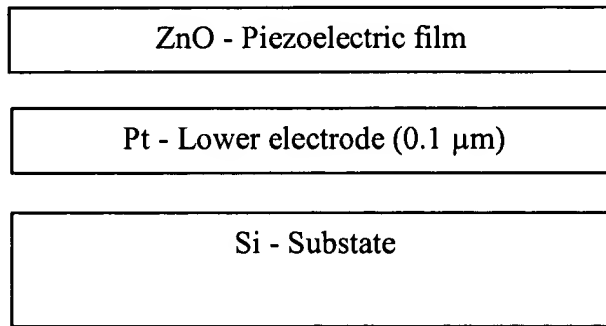 ZnO - Piezoelectric film
Pt - Lower electrode (0.1 μm)
Si - Substate